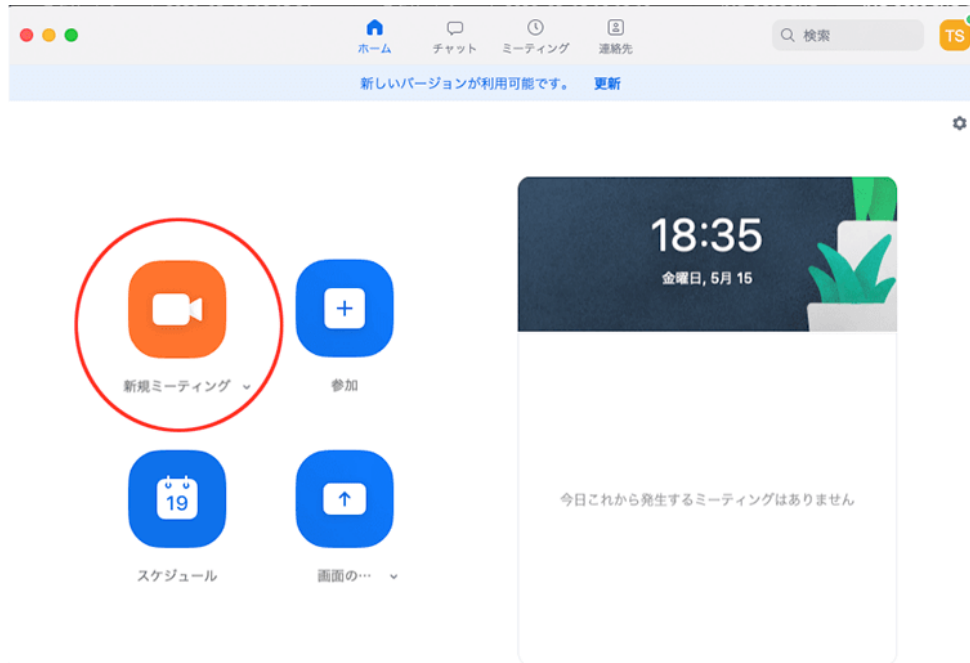 ホーム
チャット
ミーティング
連絡先
検索
TS
新しいバージョンが利用可能です。 更新
18:35
金曜日, 5月 15
新規ミーティング
参加
19
スケジュール
画面の…
今日これから発生するミーティングはありません